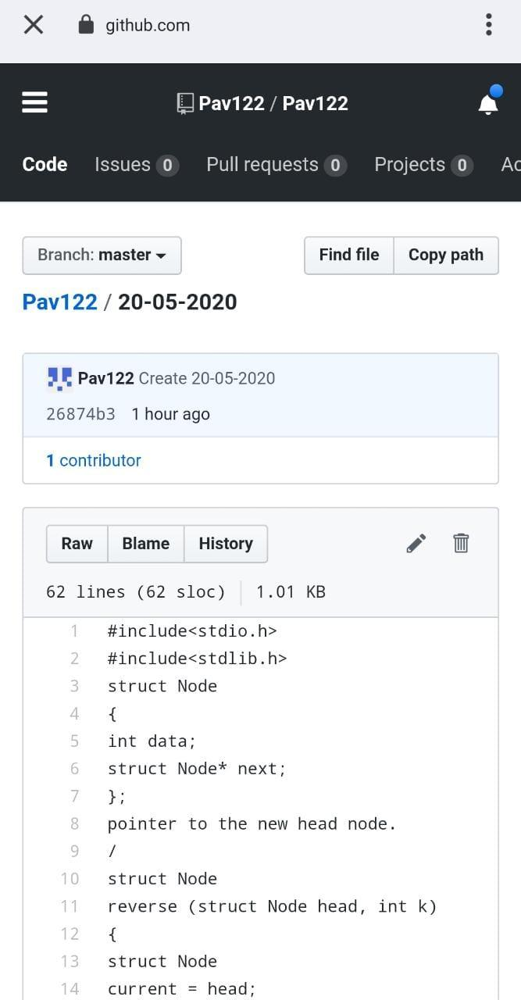 github.com
Pav122 / Pav122
Code Issues 0 Pull requests 0 Projects 0 Ac
Branch: master Find file Copy path
Pav122 / 20-05-2020
Pav122 Create 20-05-2020
26874b3 1 hour ago
1 contributor
Raw Blame History
62 lines (62 sloc) 1.01 KB
1 #include<stdio.h>
2 #include<stdlib.h>
3 struct Node
4 {
5 int data;
6 struct Node* next;
7 };
8 pointer to the new head node.
9 /
10 struct Node
11 reverse (struct Node head, int k)
12 {
13 struct Node
14 current = head;